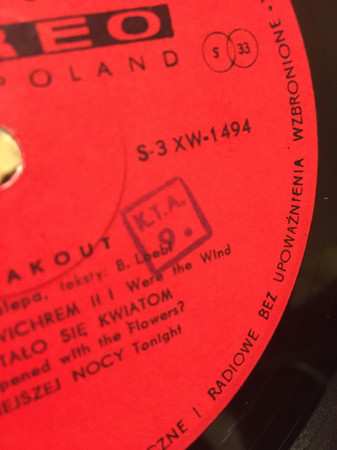 REO
POLAND
S 33
S-3 XW-1494
K.T.A.
9.
AKOUT
lepa, teksty: B. Loebl
WICHREM II I Were the Wind
TAŁO SIĘ KWIATOM
ppened with the Flowers?
EJSZEJ NOCY Tonight
ZNE I RADIOWE BEZ UPOWAŻNIENIA WZBRONIONE